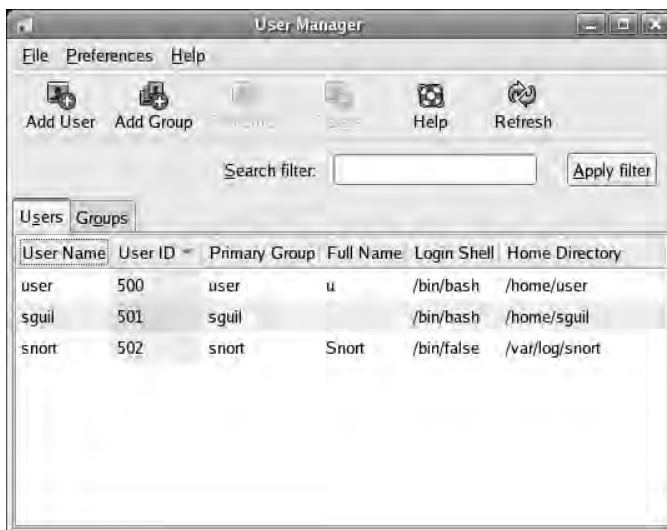 User Manager
File Preferences Help
Add User Add Group Help Refresh
Search filter: Apply filter
Users Groups
User Name User ID Primary Group Full Name Login Shell Home Directory
user 500 user u /bin/bash /home/user
sguil 501 sguil /bin/bash /home/sguil
snort 502 snort Snort /bin/false /var/log/snort